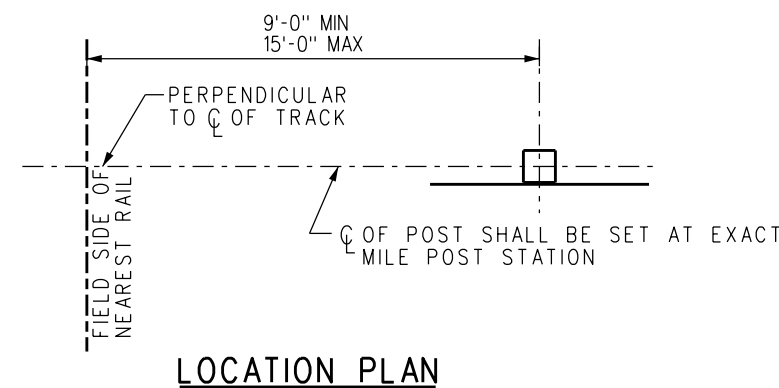 9'-0" MIN
15'-0" MAX
PERPENDICULAR
TO ℄ OF TRACK
FIELD SIDE OF
NEAREST RAIL
℄ OF POST SHALL BE SET AT EXACT
MILE POST STATION
LOCATION PLAN